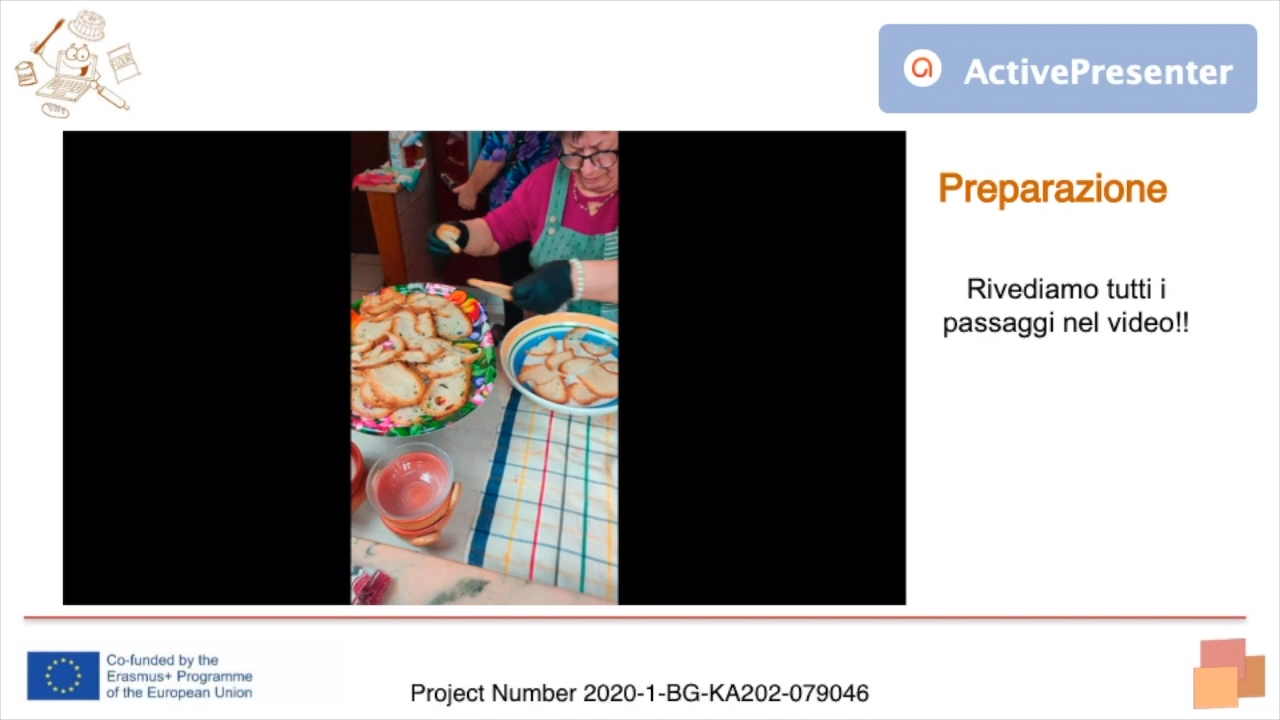 ActivePresenter
Preparazione
Rivediamo tutti i
passaggi nel video!!
Co-funded by the
Erasmus+ Programme
of the European Union
Project Number 2020-1-BG-KA202-079046